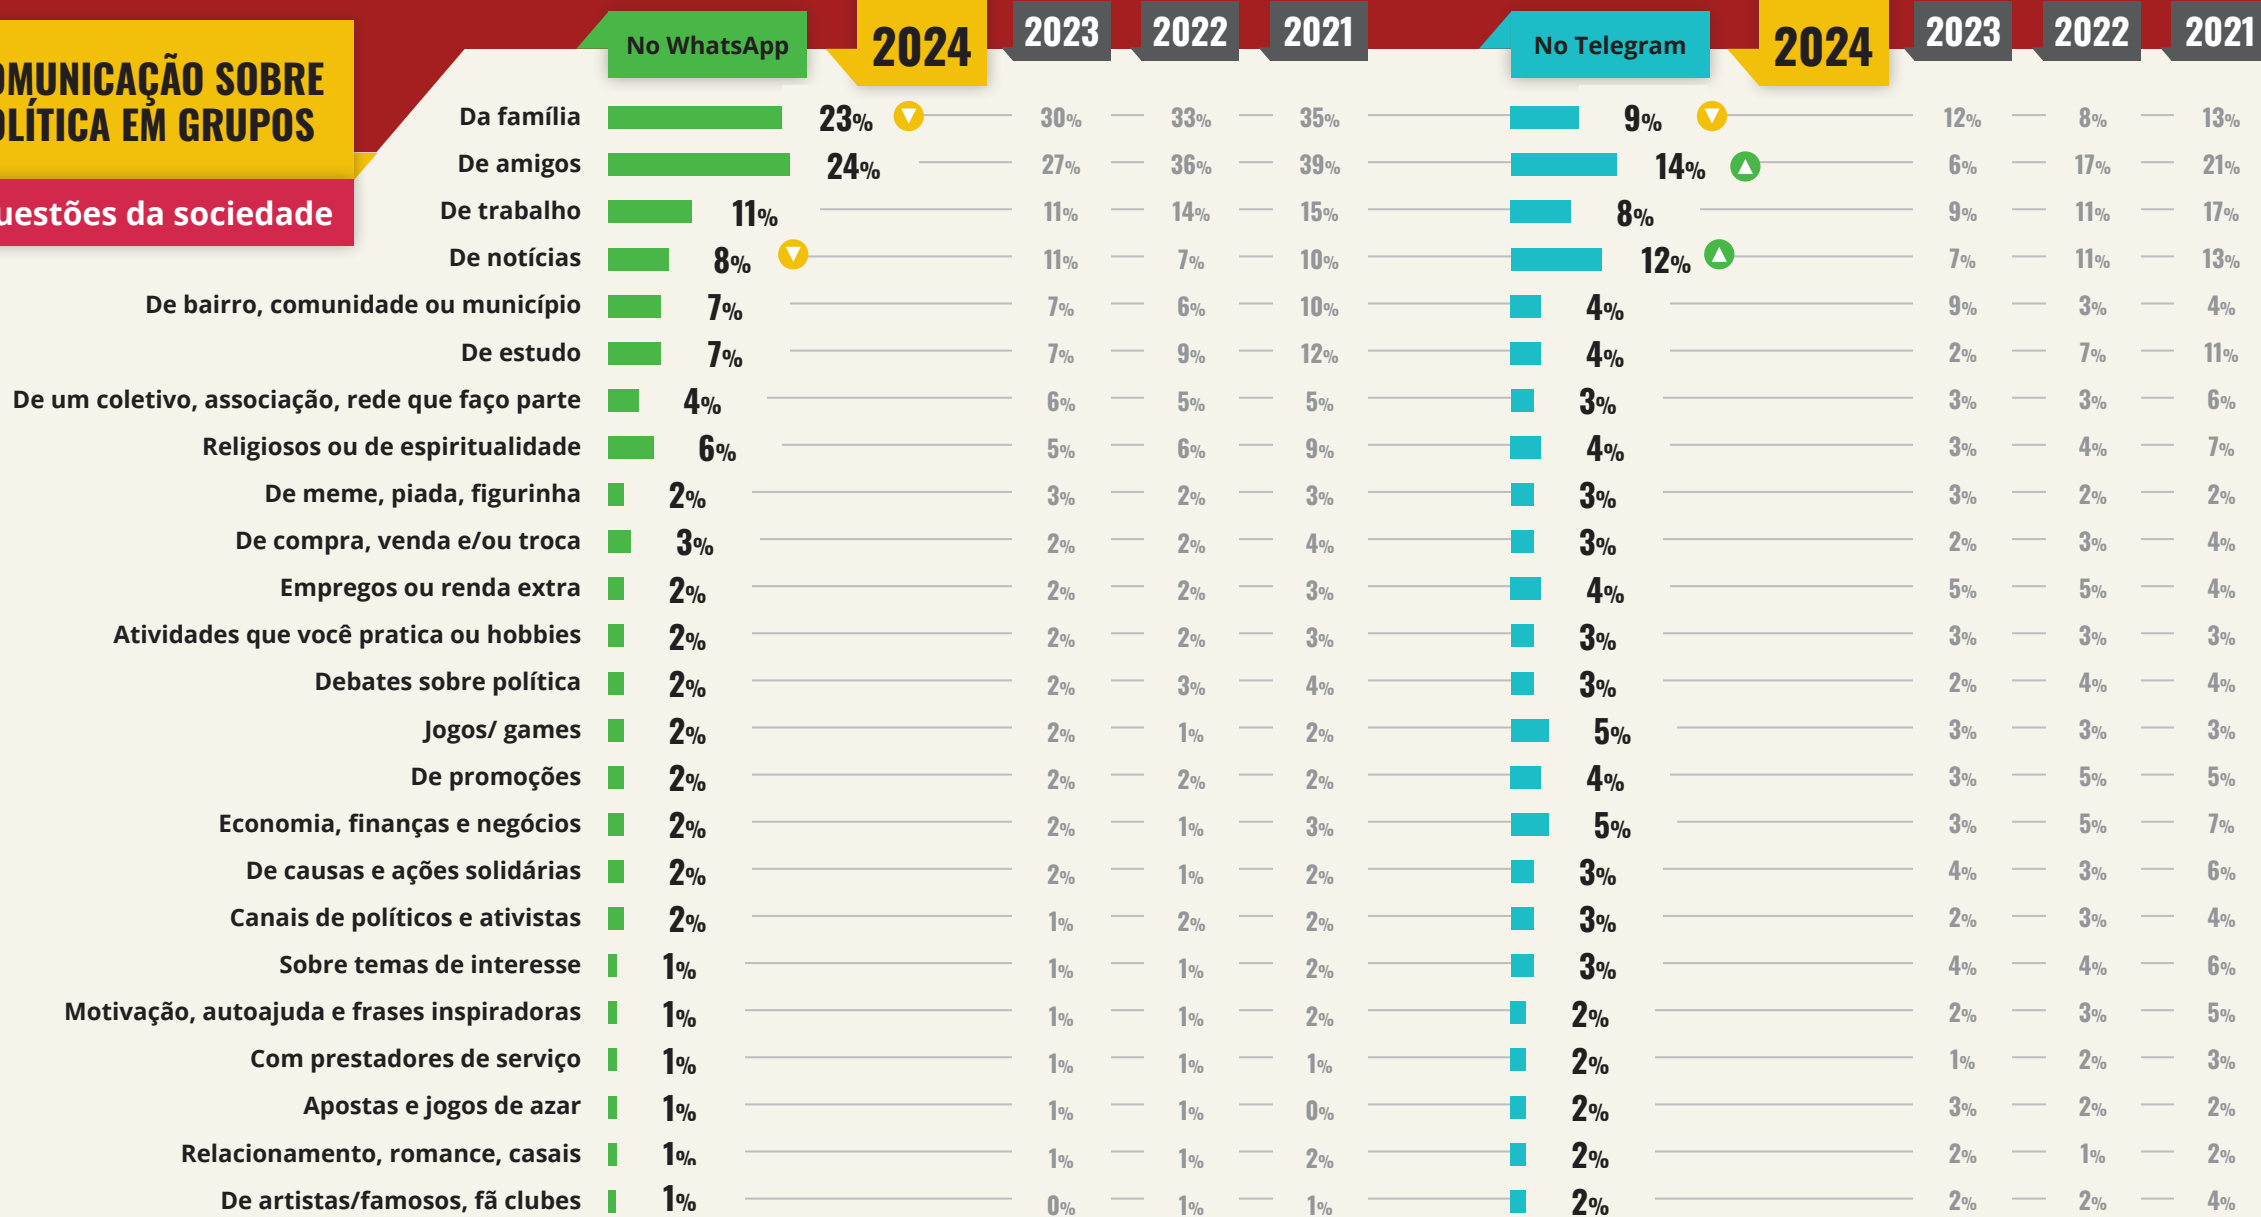 OMUNICAÇÃO SOBRE
OLÍTICA EM GRUPOS
uestões da sociedade
No WhatsApp 2024 2023 2022 2021 No Telegram 2024 2023 2022 2021
Da família 23% 30% 33% 35% 9% 12% 8% 13%
De amigos 24% 27% 36% 39% 14% 6% 17% 21%
De trabalho 11% 11% 14% 15% 8% 9% 11% 17%
De notícias 8% 11% 7% 10% 12% 7% 11% 13%
De bairro, comunidade ou município 7% 7% 6% 10% 4% 9% 3% 4%
De estudo 7% 7% 9% 12% 4% 2% 7% 11%
De um coletivo, associação, rede que faço parte 4% 6% 5% 5% 3% 3% 3% 6%
Religiosos ou de espiritualidade 6% 5% 6% 9% 4% 3% 4% 7%
De meme, piada, figurinha 2% 3% 2% 3% 3% 3% 2% 2%
De compra, venda e/ou troca 3% 2% 2% 4% 3% 2% 3% 4%
Empregos ou renda extra 2% 2% 2% 3% 4% 5% 5% 4%
Atividades que você pratica ou hobbies 2% 2% 2% 3% 3% 3% 3% 3%
Debates sobre política 2% 2% 3% 4% 3% 2% 4% 4%
Jogos/ games 2% 2% 1% 2% 5% 3% 3% 3%
De promoções 2% 2% 2% 2% 4% 3% 5% 5%
Economia, finanças e negócios 2% 2% 1% 3% 5% 3% 5% 7%
De causas e ações solidárias 2% 2% 1% 2% 3% 4% 3% 6%
Canais de políticos e ativistas 2% 1% 2% 2% 3% 2% 3% 4%
Sobre temas de interesse 1% 1% 1% 2% 3% 4% 4% 6%
Motivação, autoajuda e frases inspiradoras 1% 1% 1% 2% 2% 2% 3% 5%
Com prestadores de serviço 1% 1% 1% 1% 2% 1% 2% 3%
Apostas e jogos de azar 1% 1% 1% 0% 2% 3% 2% 2%
Relacionamento, romance, casais 1% 1% 1% 2% 2% 2% 1% 2%
De artistas/famosos, fã clubes 1% 0% 1% 1% 2% 2% 2% 4%